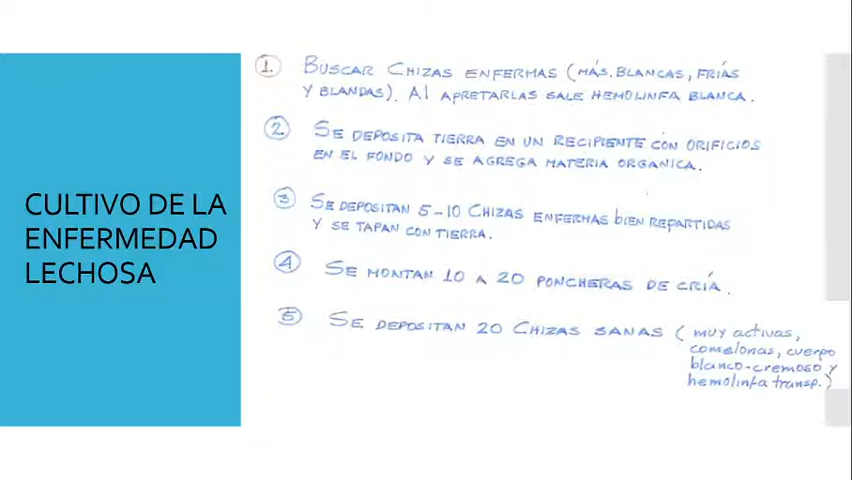 CULTIVO DE LA
ENFERMEDAD
LECHOSA
1. BUSCAR CHIZAS ENFERMAS (MÁS, BLANCAS, FRÍAS
Y BLANDAS). Al APRETARLAS SALE HEMOLINFA BLANCA.
2 SE DEPOSITA TIERRA EN UN RECIPIENTE CON ORIFICIOS
EN EL FONDO Y SE AGREGA MATERIA ORGANICA.
3 SE DEPOSITAN 5-10 CHIZAS ENFERMAS bIEN REPARTIDAS
Y SE TAPAN CON TIERRA.
4 SE MONTAN 10 A 20 PONCHERAS DE CRÍA.
5 SE DEPOSITAN 20 CHIZAS SANAS (muy activas,
comelonas, cuerpo
blanco-cremoso y
hemolinfa transp.)